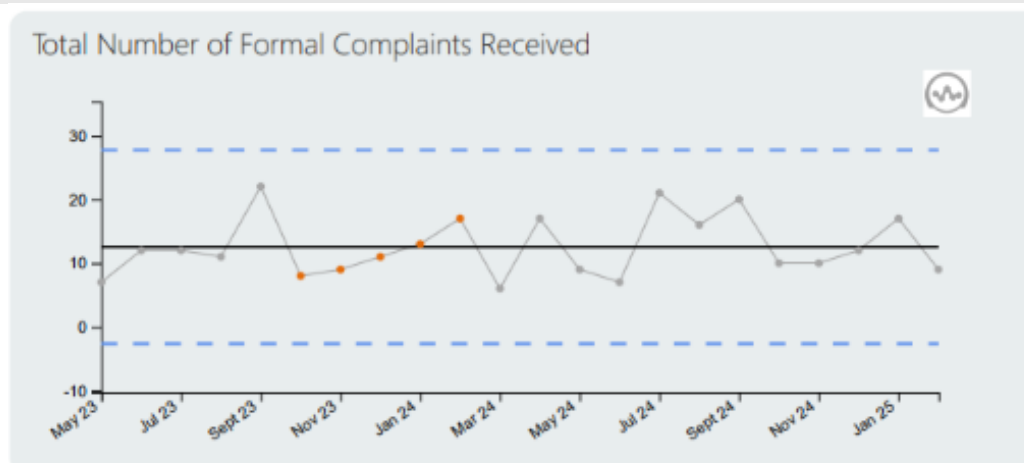 Total Number of Formal Complaints Received
30
20
10
0
-10
May 23
Jul 23
Sept 23
Nov 23
Jan 24
Mar 24
May 24
Jul 24
Sept 24
Nov 24
Jan 25